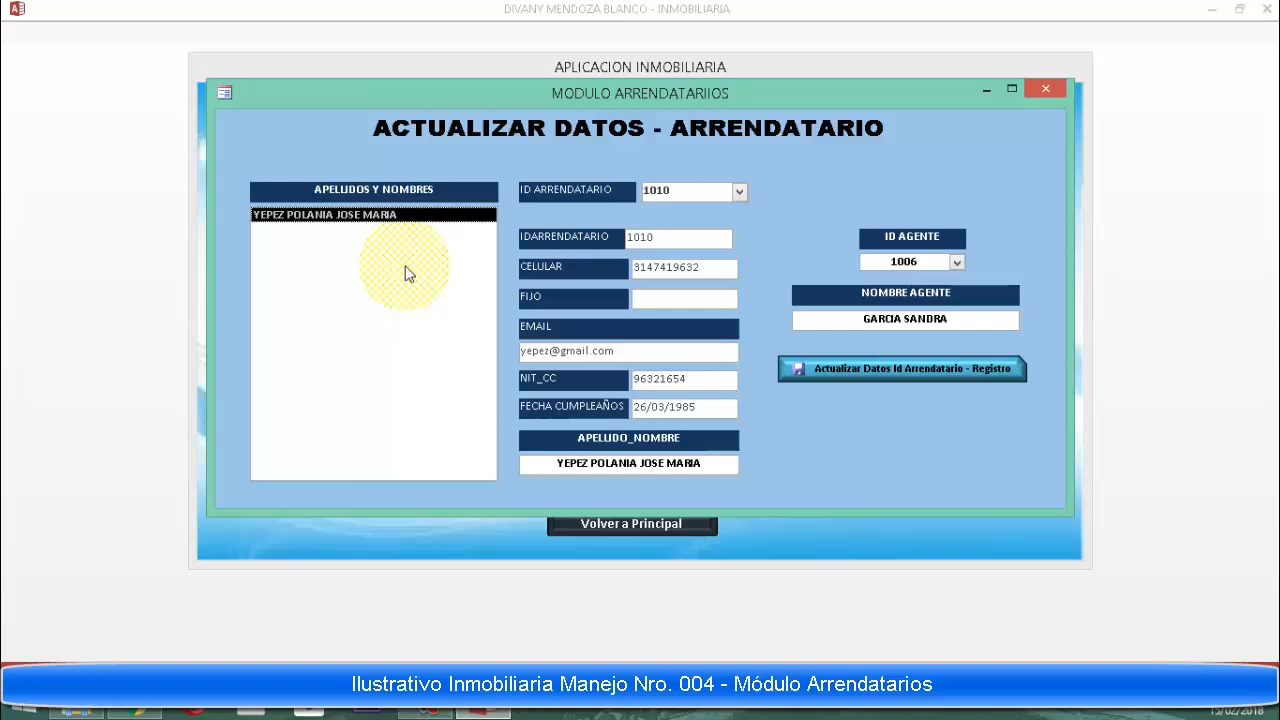 DIVANY MENDOZA BLANCO - INMOBILIARIA
APLICACION INMOBILIARIA
MODULO ARRENDATARIIOS
ACTUALIZAR DATOS - ARRENDATARIO
APELLIDOS Y NOMBRES
YEPEZ POLANIA JOSE MARIA
ID ARRENDATARIO 1010
IDARRENDATARIO 1010
CELULAR 3147419632
FIJO
EMAIL
yepez@gmail.com
NIT_CC 96321654
FECHA CUMPLEAÑOS 26/03/1985
APELLIDO_NOMBRE
YEPEZ POLANIA JOSE MARIA
ID AGENTE
1006
NOMBRE AGENTE
GARCIA SANDRA
Actualizar Datos Id Arrendatario - Registro
Volver a Principal
Ilustrativo Inmobiliaria Manejo Nro. 004 - Módulo Arrendatarios
15/02/2018